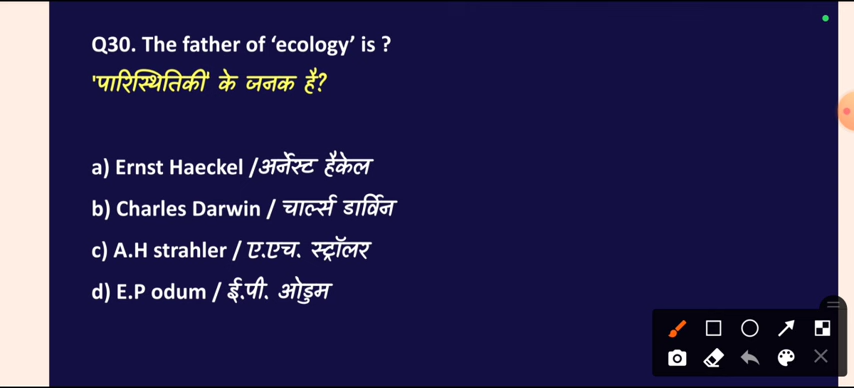 Q30. The father of ‘ecology’ is ?
'पारिस्थितिकी' के जनक है?
a) Ernst Haeckel /अर्नेस्ट हैकेल
b) Charles Darwin / चार्ल्स डार्विन
c) A.H strahler / ए.एच. स्ट्रॉलर
d) E.P odum / ई.पी. ओडुम